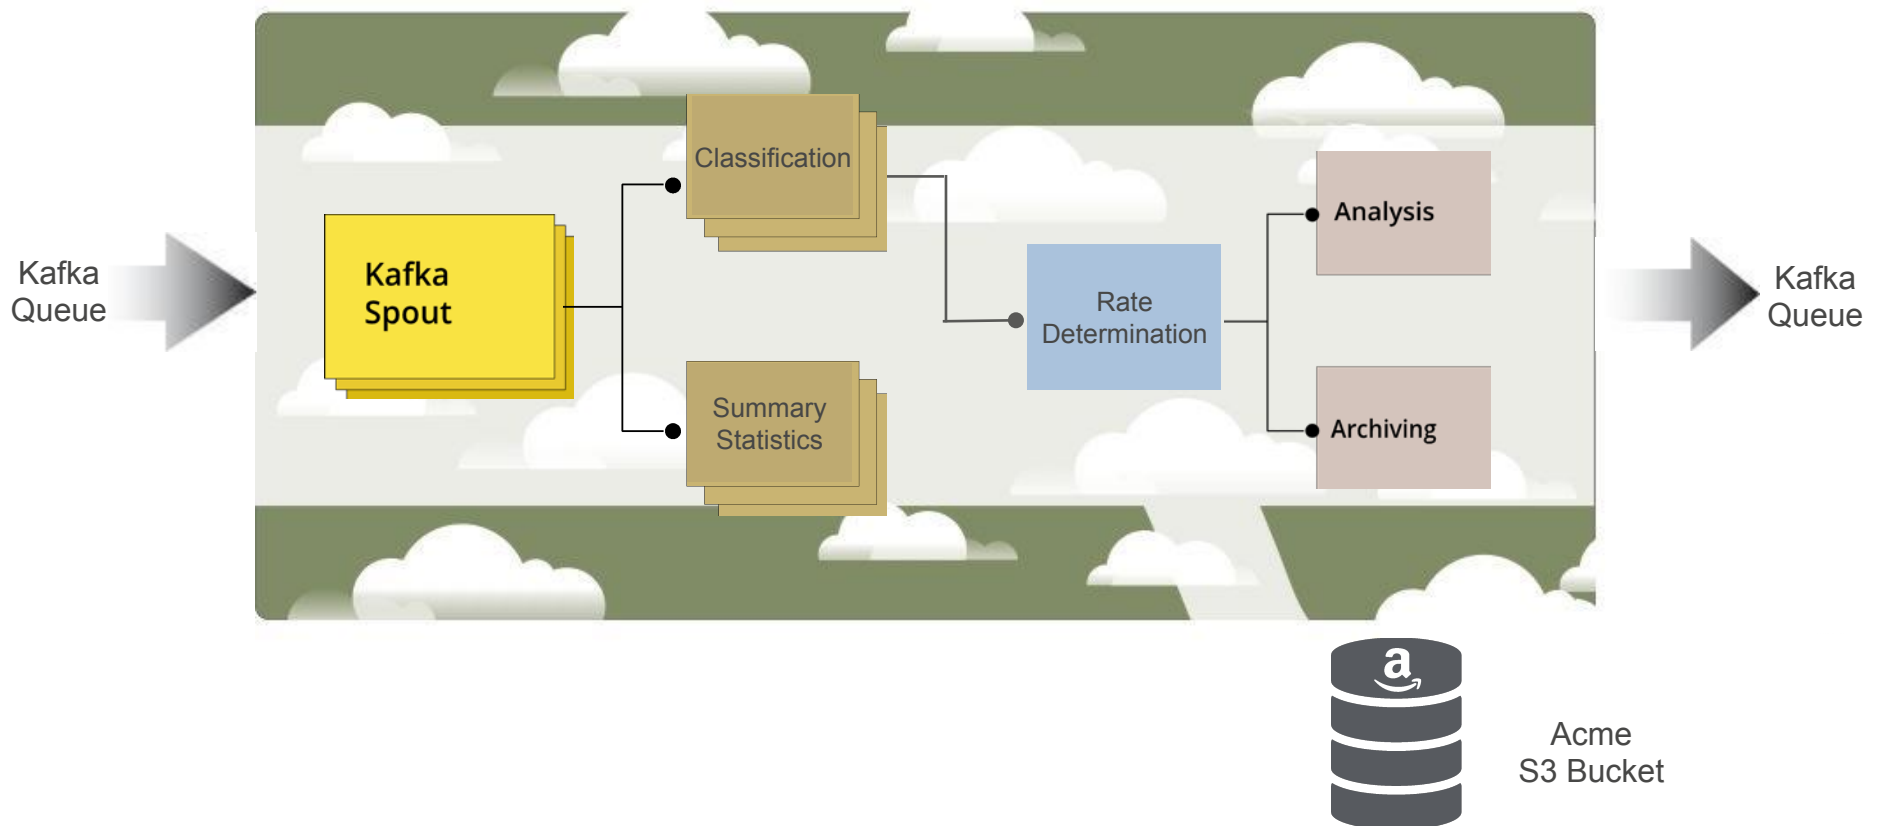 Kafka
Queue
Kafka
Spout
Classification
Summary
Statistics
Rate
Determination
Analysis
Archiving
Kafka
Queue
a
Acme
S3 Bucket